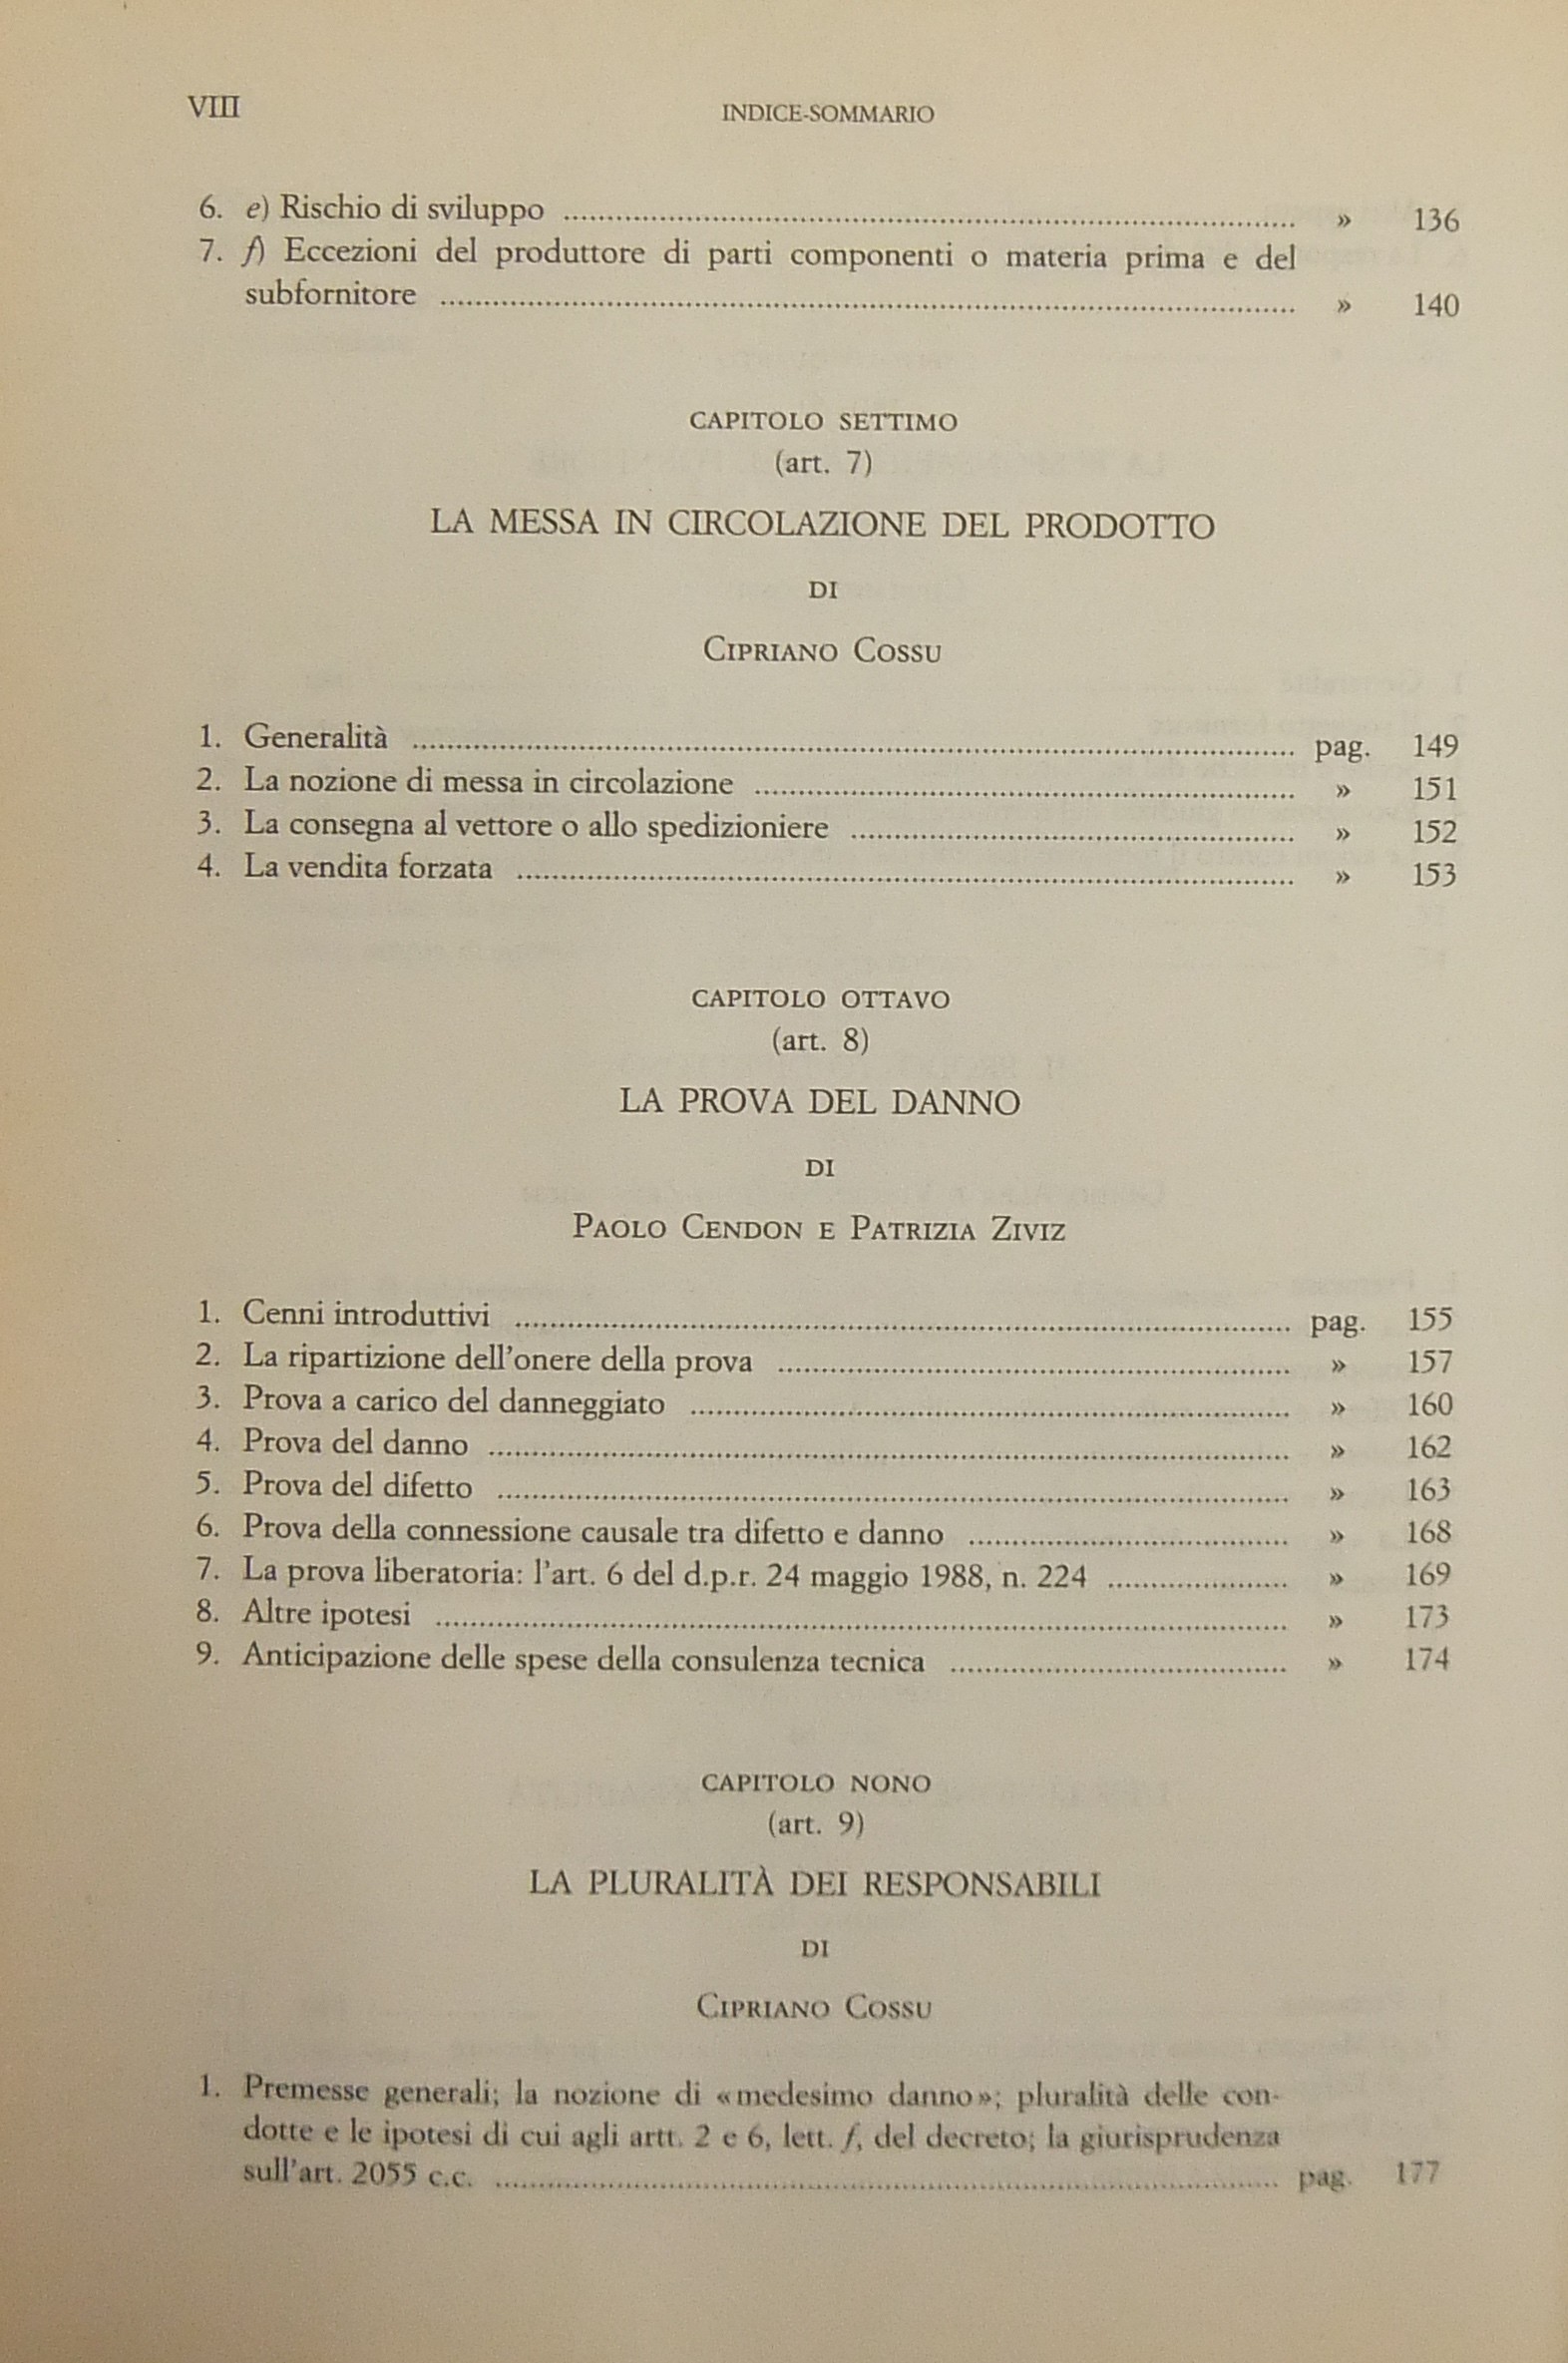 VIII INDICE-SOMMARIO
6. e) Rischio di sviluppo .......... » 136
7. f) Eccezioni del produttore di parti componenti o materia prima e del
subfornitore .......... » 140
CAPITOLO SETTIMO
(art. 7)
LA MESSA IN CIRCOLAZIONE DEL PRODOTTO
DI
CIPRIANO COSSU
1. Generalità .......... pag. 149
2. La nozione di messa in circolazione .......... » 151
3. La consegna al vettore o allo spedizioniere .......... » 152
4. La vendita forzata .......... » 153
CAPITOLO OTTAVO
(art. 8)
LA PROVA DEL DANNO
DI
PAOLO CENDON E PATRIZIA ZIVIZ
1. Cenni introduttivi .......... pag. 155
2. La ripartizione dell'onere della prova .......... » 157
3. Prova a carico del danneggiato .......... » 160
4. Prova del danno .......... » 162
5. Prova del difetto .......... » 163
6. Prova della connessione causale tra difetto e danno .......... » 168
7. La prova liberatoria: l'art. 6 del d.p.r. 24 maggio 1988, n. 224 .......... » 169
8. Altre ipotesi .......... » 173
9. Anticipazione delle spese della consulenza tecnica .......... » 174
CAPITOLO NONO
(art. 9)
LA PLURALITÀ DEI RESPONSABILI
DI
CIPRIANO COSSU
1. Premesse generali; la nozione di «medesimo danno»; pluralità delle con-
dotte e le ipotesi di cui agli artt. 2 e 6, lett. f, del decreto; la giurisprudenza
sull'art. 2055 c.c. .......... pag. 177